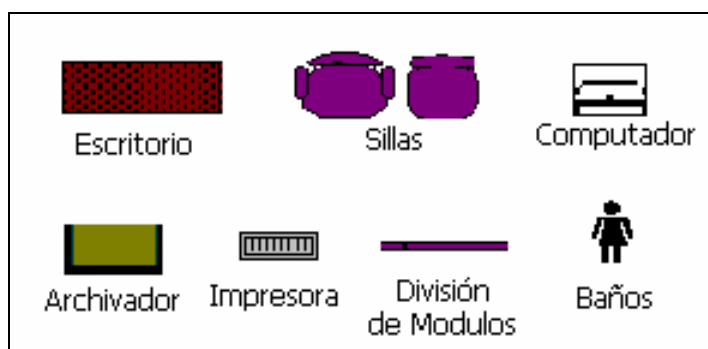 Escritorio
Sillas
Computador
Archivador
Impresora
División
de Modulos
Baños